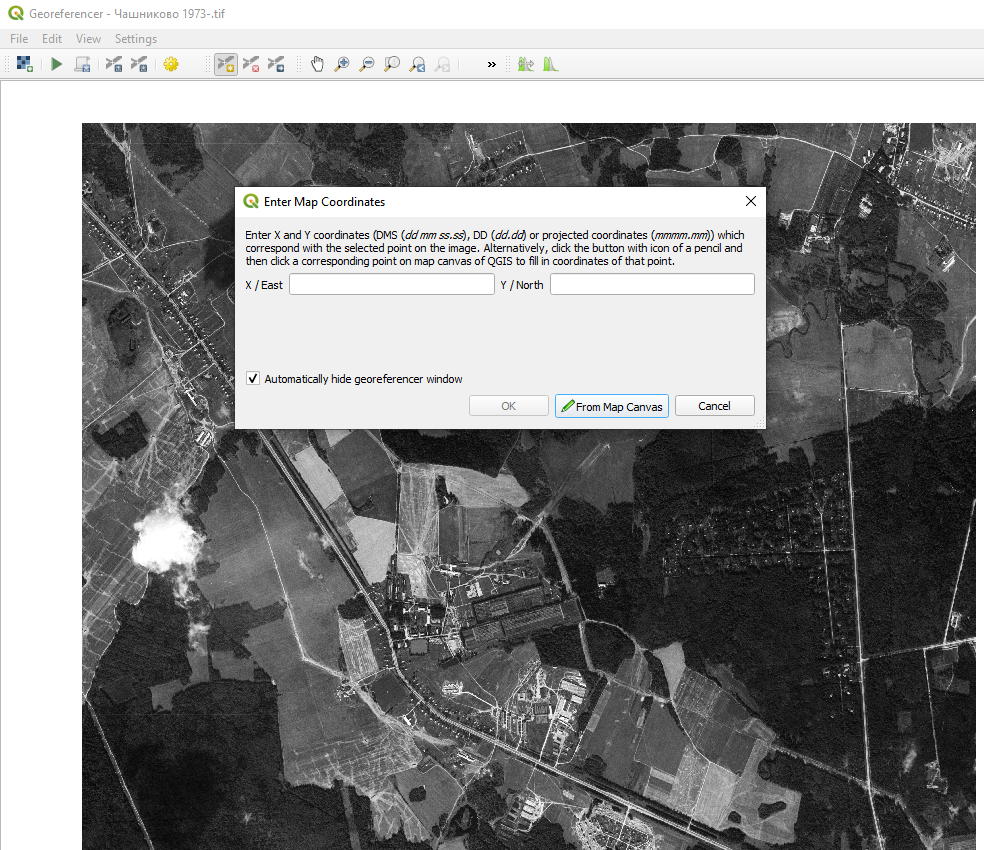 Georeferencer - Чашниково 1973-.tif
File Edit View Settings
»
Enter Map Coordinates
Enter X and Y coordinates (DMS (dd mm ss.ss), DD (dd.dd) or projected coordinates (mmmm.mm)) which
correspond with the selected point on the image. Alternatively, click the button with icon of a pencil and
then click a corresponding point on map canvas of QGIS to fill in coordinates of that point.
X / East Y / North
Automatically hide georeferencer window
OK From Map Canvas Cancel